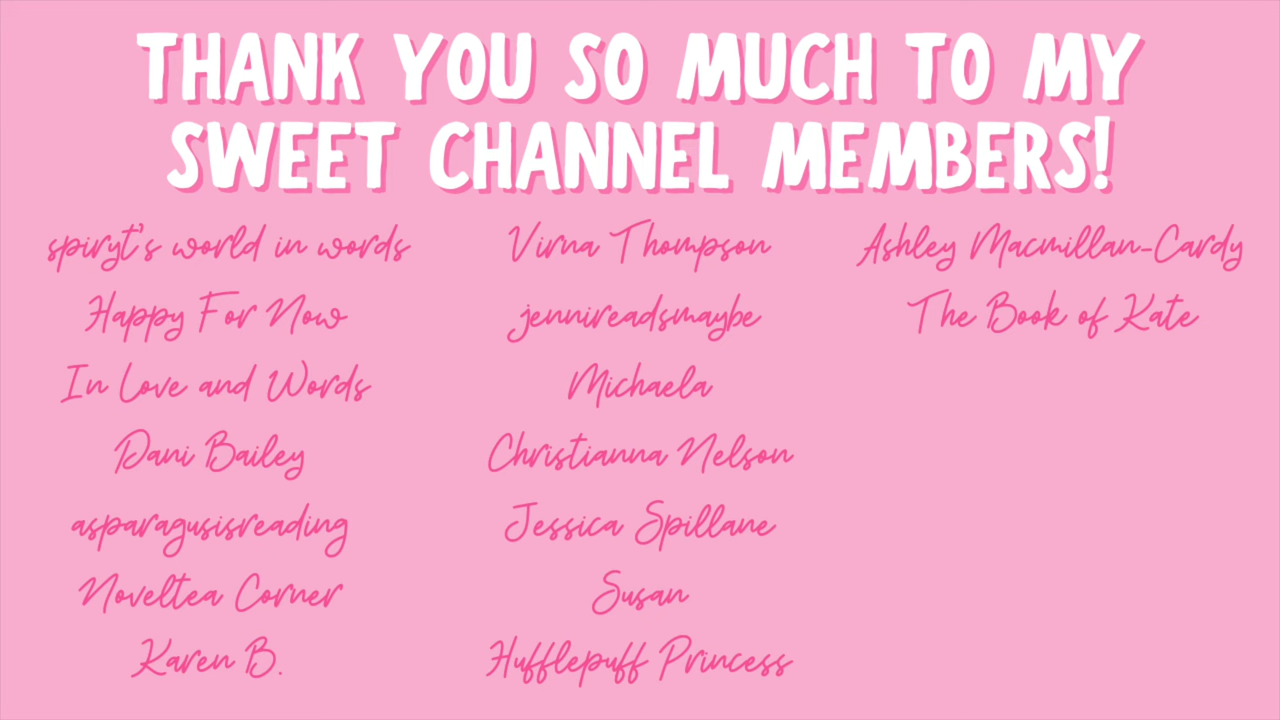 THANK YOU SO MUCH TO MY
SWEET CHANNEL MEMBERS!
spiryt's world in words
Happy For Now
In Love and Words
Dani Bailey
asparagusisreading
Noveltea Corner
Karen B.
Virna Thompson
jennireadsmaybe
Michaela
Christianna Nelson
Jessica Spillane
Susan
Hufflepuff Princess
Ashley Macmillan-Cardy
The Book of Kate